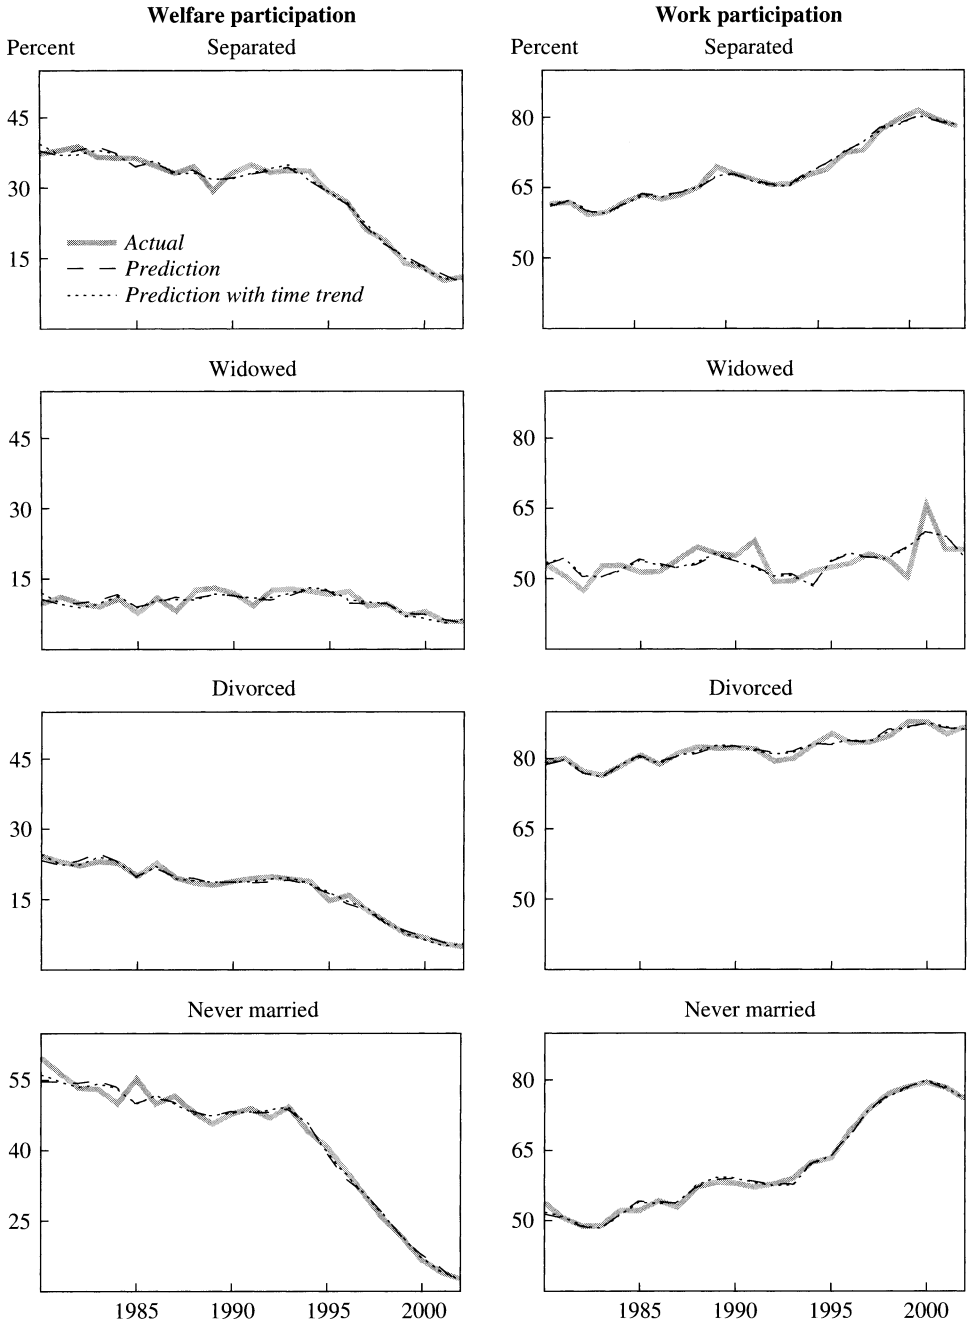 Welfare participation Work participation
Percent Separated Percent Separated
45 80
30 65
Actual
15 50
Prediction
Prediction with time trend
Widowed Widowed
45 80
30 65
15 50
Divorced Divorced
45 80
30 65
15 50
Never married Never married
55 80
40 65
25 50
1985 1990 1995 2000 1985 1990 1995 2000